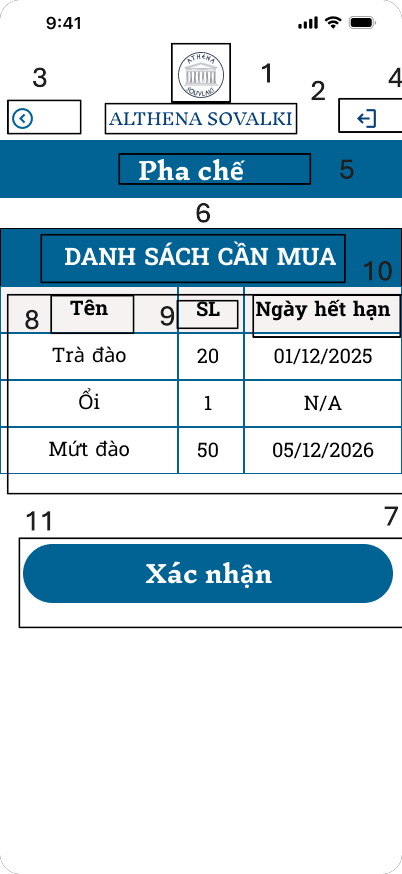 9:41
ATHENA
SOUVLAKI
1
3
2
4
ALTHENA SOVALKI
Pha chế
5
6
DANH SÁCH CẦN MUA
10
8
Tên
9
SL
Ngày hết hạn
Trà đào
20
01/12/2025
Ổi
1
N/A
Mứt đào
50
05/12/2026
11
7
Xác nhận